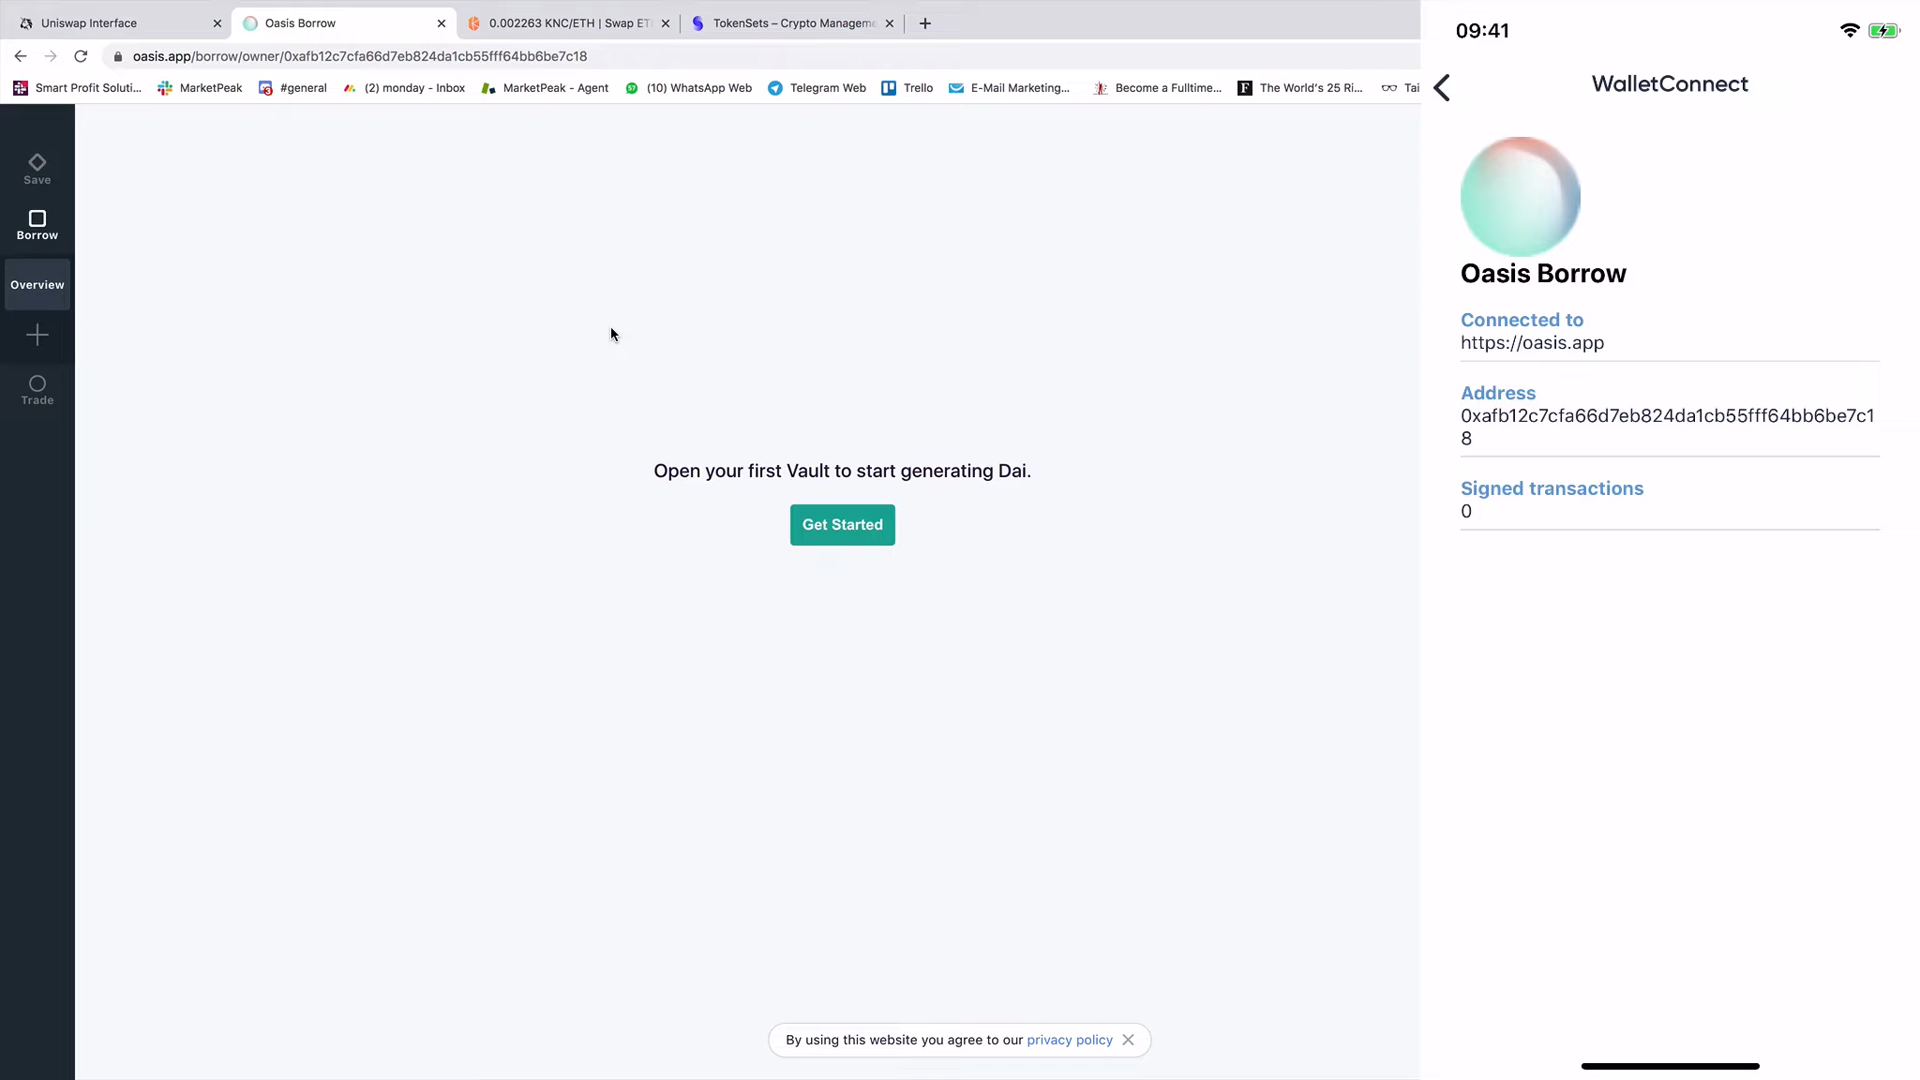 Uniswap Interface
Oasis Borrow
0.002263 KNC/ETH | Swap ET
TokenSets – Crypto Manageme
oasis.app/borrow/owner/0xafb12c7cfa66d7eb824da1cb55fff64bb6be7c18
Smart Profit Soluti...
MarketPeak
#general
(2) monday - Inbox
MarketPeak - Agent
(10) WhatsApp Web
Telegram Web
Trello
E-Mail Marketing...
Become a Fulltime...
The World's 25 Ri...
Tai
Save
Borrow
Overview
Trade
Open your first Vault to start generating Dai.
Get Started
By using this website you agree to our privacy policy
09:41
WalletConnect
Oasis Borrow
Connected to
https://oasis.app
Address
0xafb12c7cfa66d7eb824da1cb55fff64bb6be7c1
8
Signed transactions
0